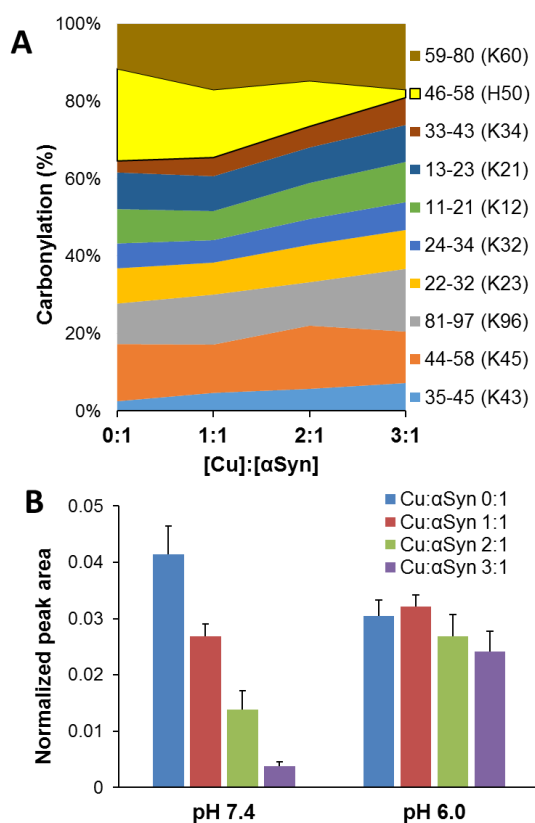 A
Carbonylation (%)
100%
80%
60%
40%
20%
0%
0:1 1:1 2:1 3:1
[Cu]:[αSyn]
59-80 (K60)
46-58 (H50)
33-43 (K34)
13-23 (K21)
11-21 (K12)
24-34 (K32)
22-32 (K23)
81-97 (K96)
44-58 (K45)
35-45 (K43)
B
Normalized peak area
0.05
0.04
0.03
0.02
0.01
0
Cu:αSyn 0:1
Cu:αSyn 1:1
Cu:αSyn 2:1
Cu:αSyn 3:1
pH 7.4 pH 6.0